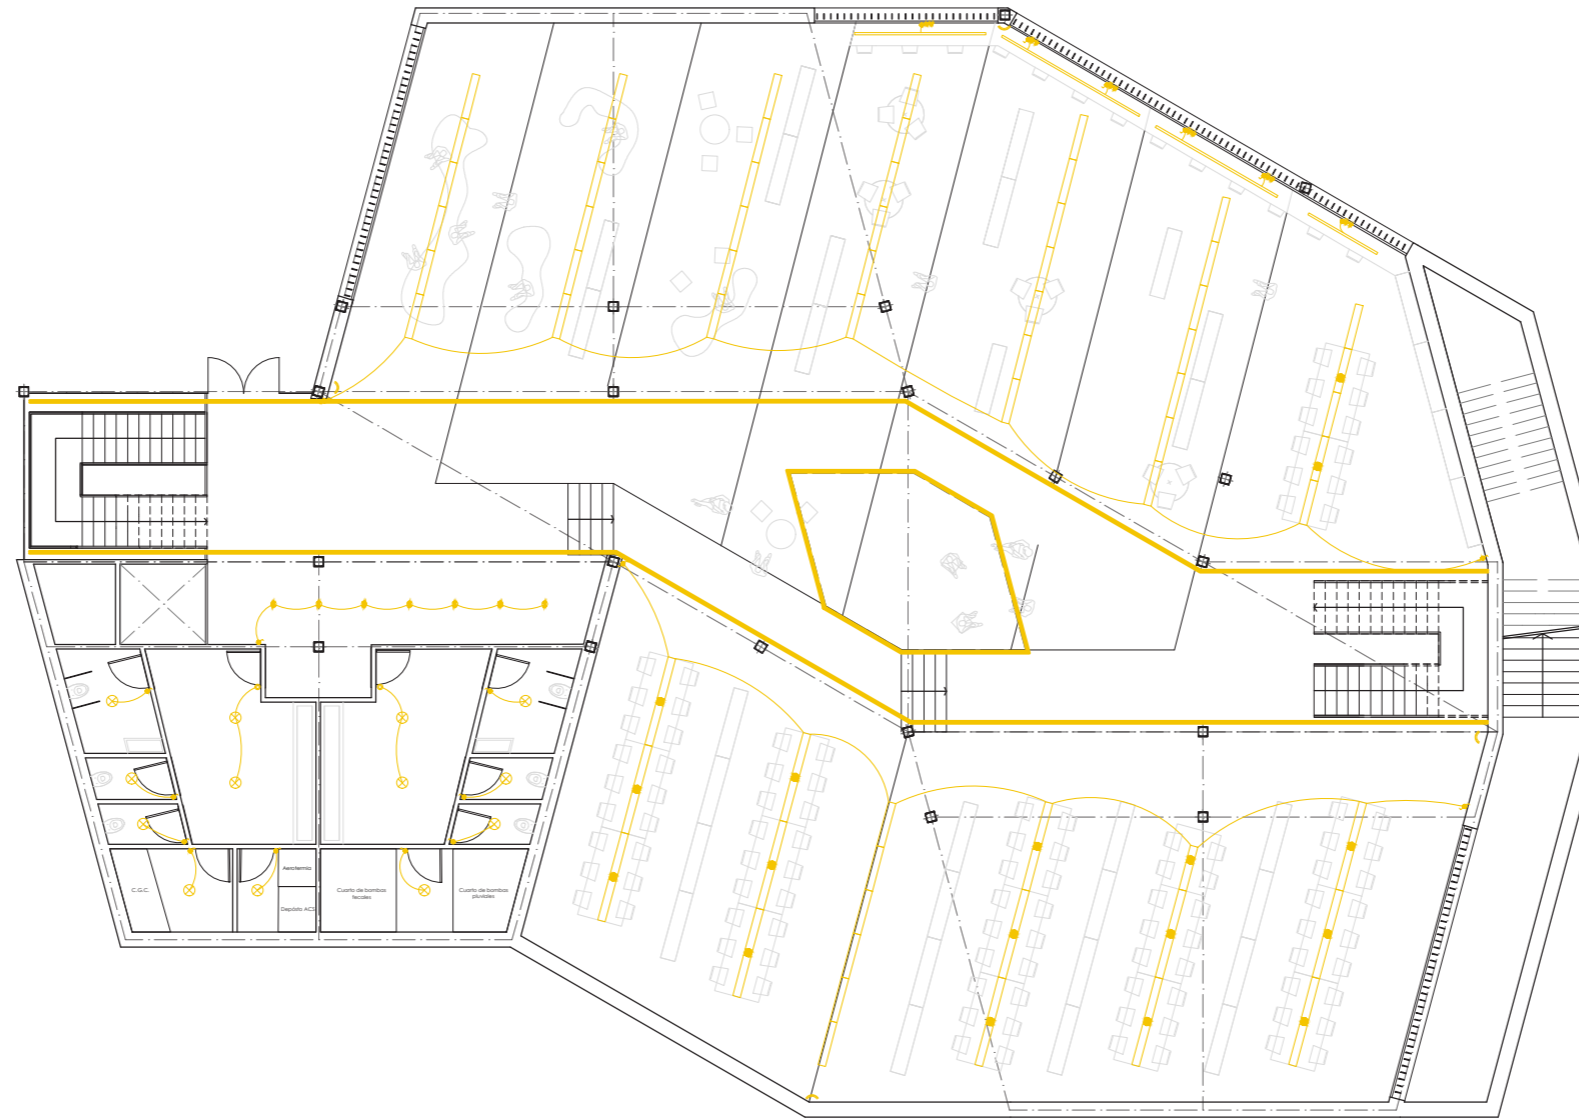 C.G.C.
Aerotermia
Depósito ACS
Cuarto de bombas
fecales
Cuarto de bombas
pluviales